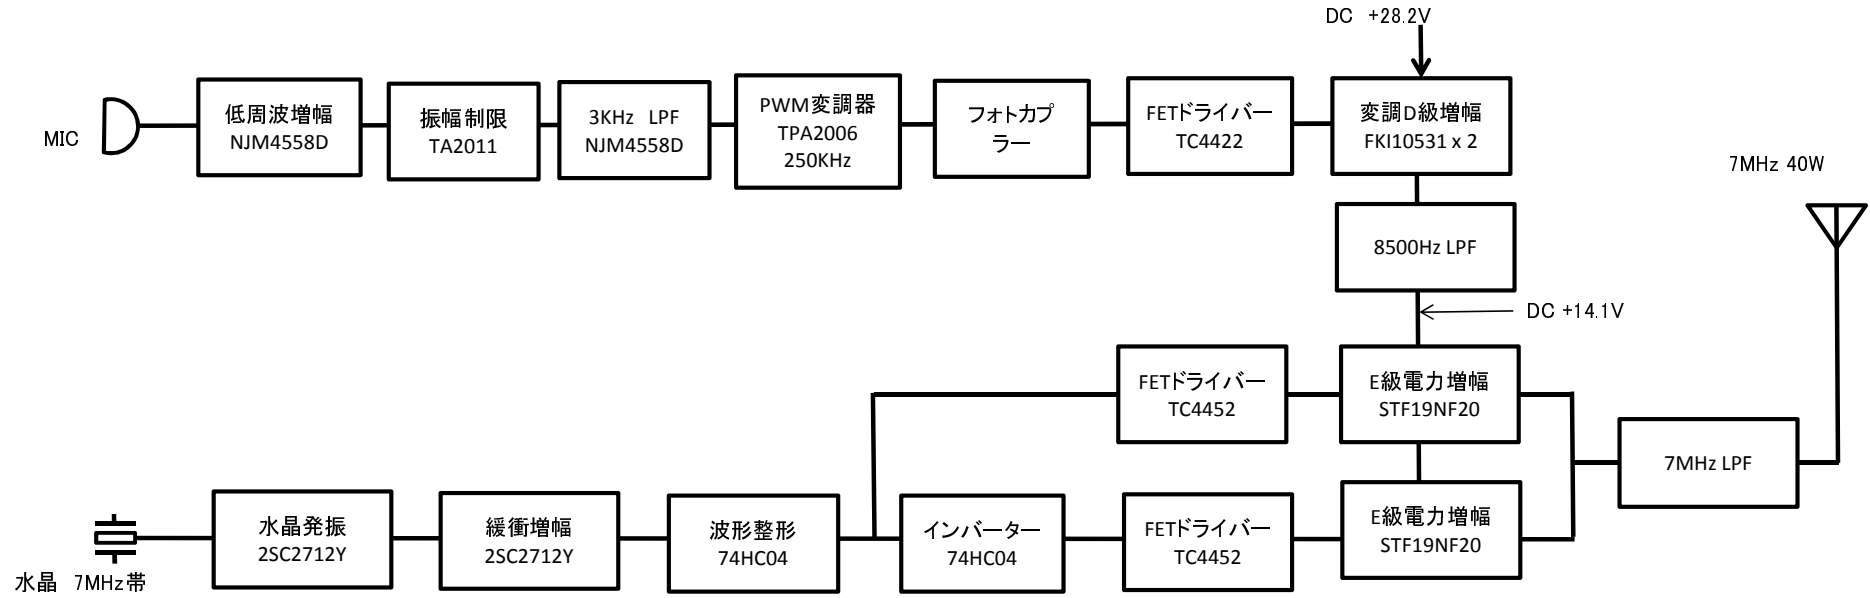 DC +28.2V
MIC
低周波増幅
NJM4558D
振幅制限
TA2011
3KHz LPF
NJM4558D
PWM変調器
TPA2006
250KHz
フォトカプ
ラー
FETドライバー
TC4422
変調D級増幅
FKI10531 x 2
7MHz 40W
8500Hz LPF
DC +14.1V
FETドライバー
TC4452
E級電力増幅
STF19NF20
7MHz LPF
水晶 7MHz帯
水晶発振
2SC2712Y
緩衝増幅
2SC2712Y
波形整形
74HC04
インバーター
74HC04
FETドライバー
TC4452
E級電力増幅
STF19NF20